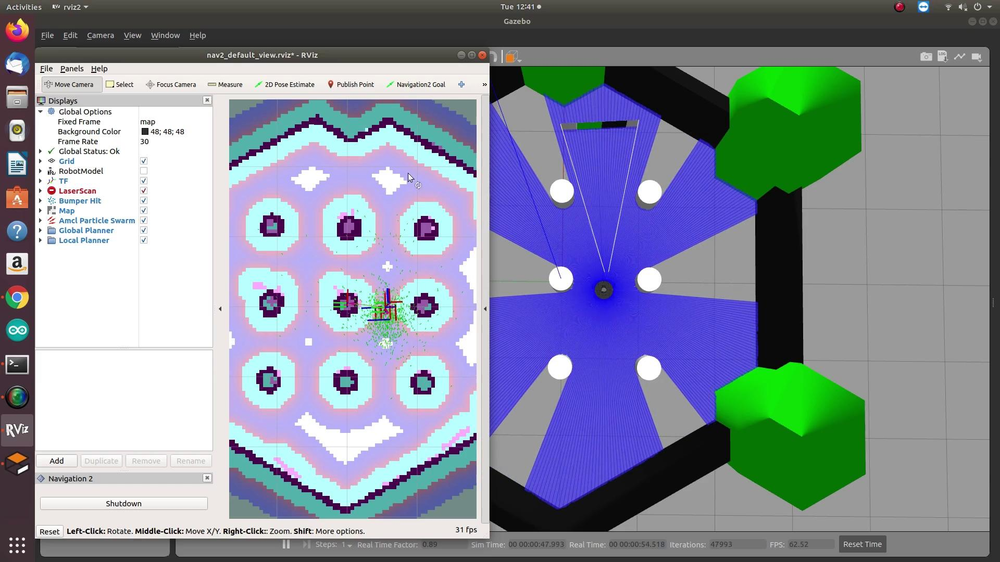 Activities RViz rviz2 Tue 12:41
Gazebo
File Edit Camera View Window Help
LOG
nav2_default_view.rviz* - RViz
File Panels Help
Move Camera Select Focus Camera Measure 2D Pose Estimate Publish Point Navigation2 Goal »
Displays
Global Options
Fixed Frame map
Background Color 48; 48; 48
Frame Rate 30
Global Status: Ok
Grid
RobotModel
TF
LaserScan
Bumper Hit
Map
Amcl Particle Swarm
Global Planner
Local Planner
Add Duplicate Remove Rename
Navigation 2
Shutdown
Reset Left-Click: Rotate. Middle-Click: Move X/Y. Right-Click:: Zoom. Shift: More options. 31 fps
RViz
Steps: 1 Real Time Factor: 0.89 Sim Time: 00 00:00:47.993 Real Time: 00 00:00:54.518 Iterations: 47993 FPS: 62.52 Reset Time